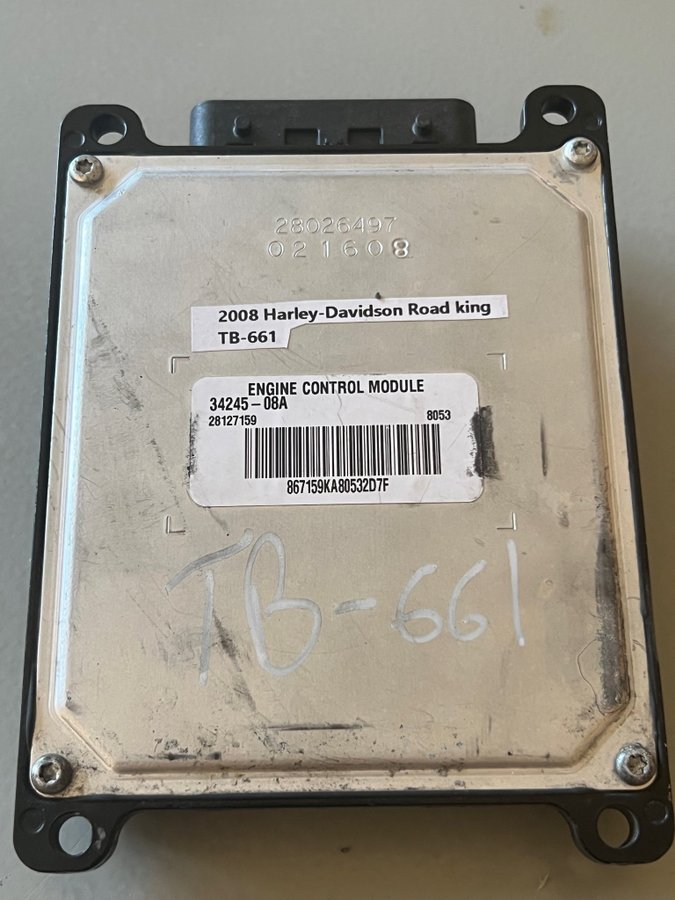 28026497
021608
2008 Harley-Davidson Road king
TB-661
ENGINE CONTROL MODULE
34245-08A
28127159 8053
867159KA80532D7F
TB-661